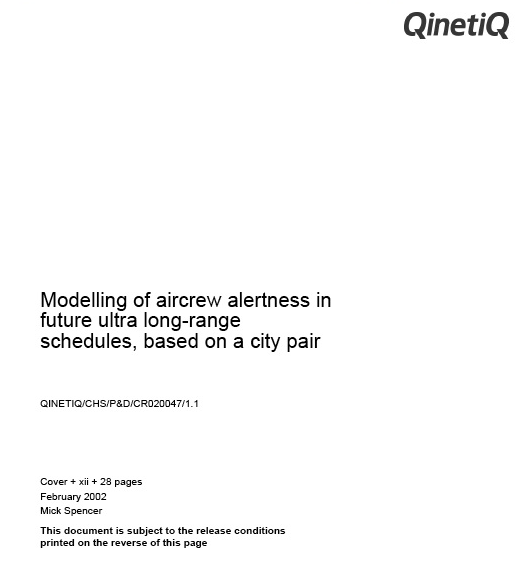 QinetiQ
Modelling of aircrew alertness in
future ultra long-range
schedules, based on a city pair
QINETIQ/CHS/P&D/CR020047/1.1
Cover + xii + 28 pages
February 2002
Mick Spencer
This document is subject to the release conditions
printed on the reverse of this page